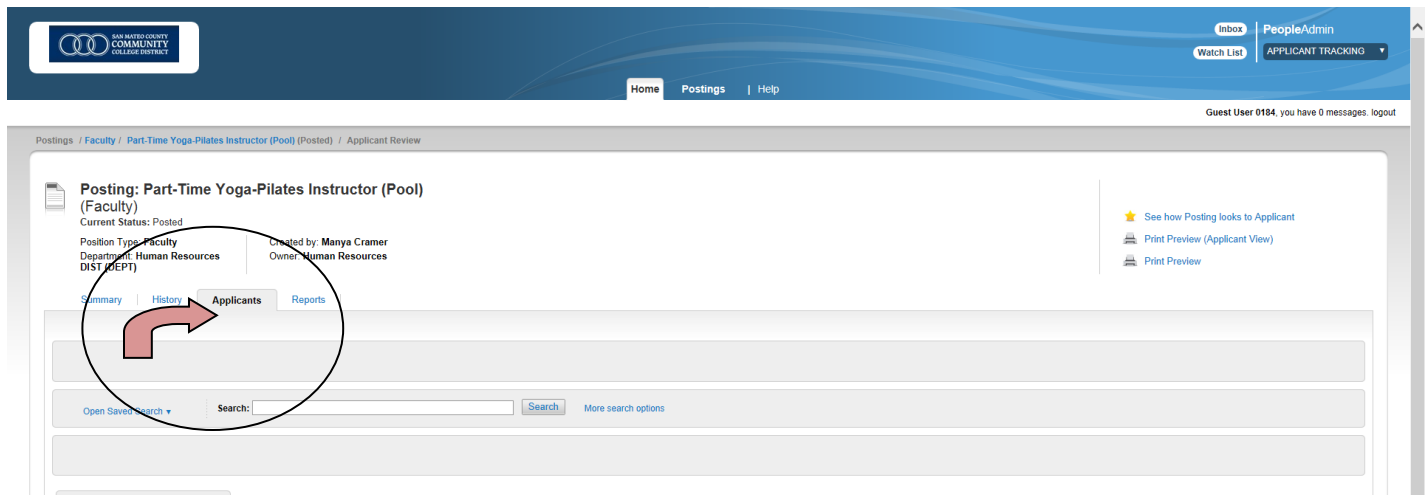 SAN MATEO COUNTY
COMMUNITY
COLLEGE DISTRICT
Inbox PeopleAdmin
Watch List APPLICANT TRACKING
Home Postings | Help
Guest User 0184, you have 0 messages. logout
Postings / Faculty / Part-Time Yoga-Pilates Instructor (Pool) (Posted) / Applicant Review
Posting: Part-Time Yoga-Pilates Instructor (Pool)
(Faculty)
Current Status: Posted
Position Type: Faculty Created by: Manya Cramer
Department: Human Resources Owner: Human Resources
DIST (DEPT)
See how Posting looks to Applicant
Print Preview (Applicant View)
Print Preview
Summary History Applicants Reports
Open Saved Search Search: Search More search options